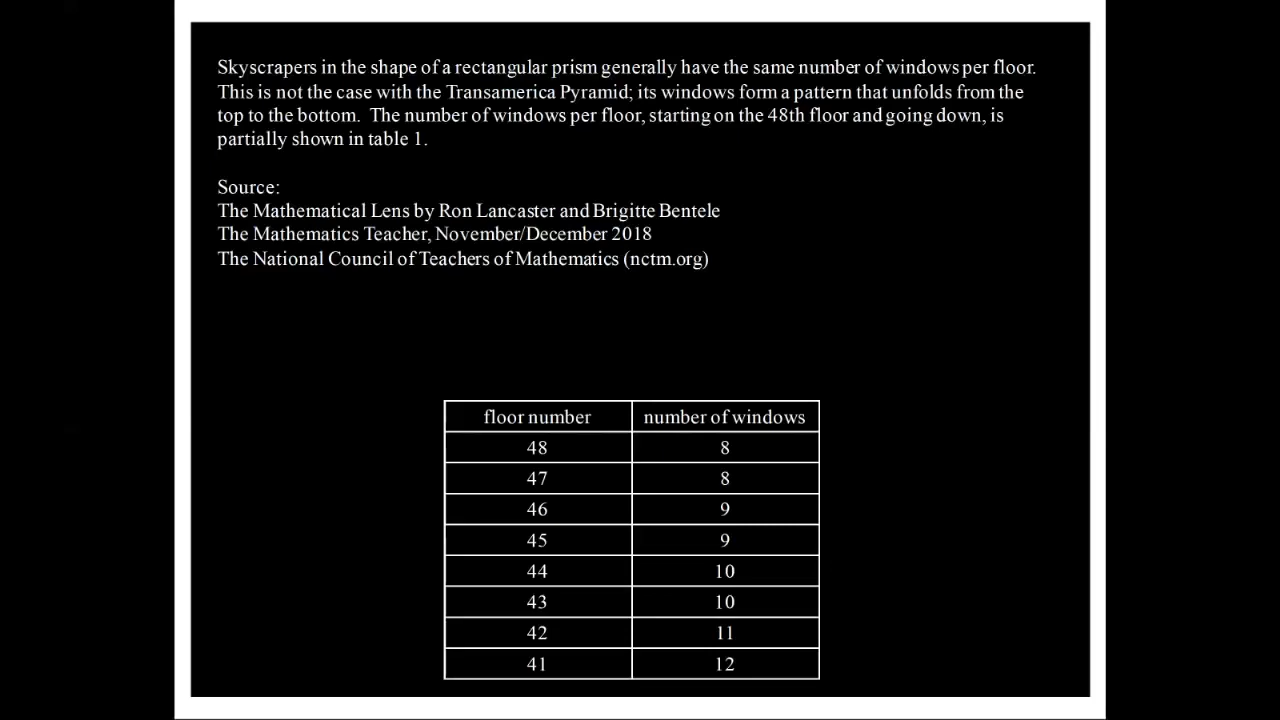 Skyscrapers in the shape of a rectangular prism generally have the same number of windows per floor.
This is not the case with the Transamerica Pyramid; its windows form a pattern that unfolds from the
top to the bottom. The number of windows per floor, starting on the 48th floor and going down, is
partially shown in table 1.
Source:
The Mathematical Lens by Ron Lancaster and Brigitte Bentele
The Mathematics Teacher, November/December 2018
The National Council of Teachers of Mathematics (nctm.org)
floor number number of windows
48 8
47 8
46 9
45 9
44 10
43 10
42 11
41 12